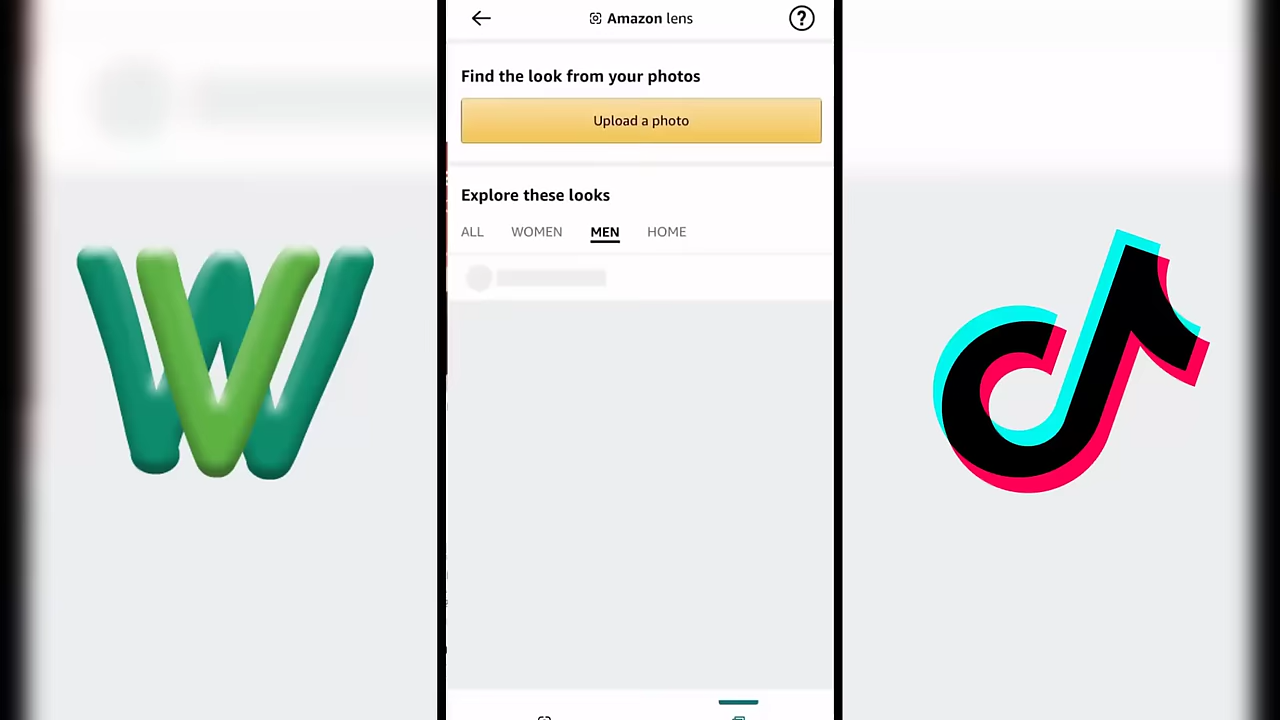 Amazon lens
?
Find the look from your photos
Upload a photo
Explore these looks
ALL WOMEN MEN HOME